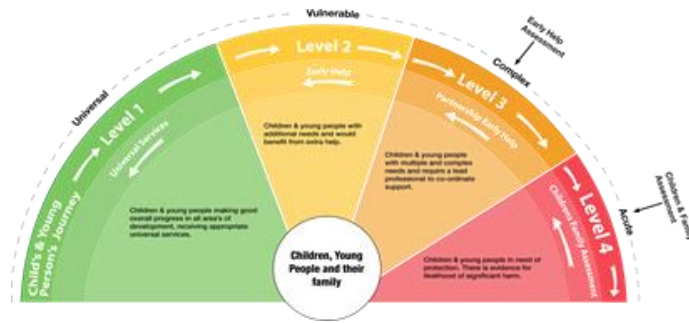 Universal
Vulnerable
Complex
Acute
Early Help
Assessment
Children & Family
Assessment
Child's & Young
Person's Journey
Level 1
Universal Services
Children & young people making good
overall progress in all area's of
development, receiving appropriate
universal services.
Level 2
Early Help
Children & young people with
additional needs and would
benefit from extra help.
Level 3
Partnership Early Help
Children & young people
with multiple and complex
needs and require a lead
professional to co-ordinate
support.
Level 4
Childrens Family Assessment
Children & young people in need of
protection. There is evidence for
likelihood of significant harm.
Children, Young
People and their
family